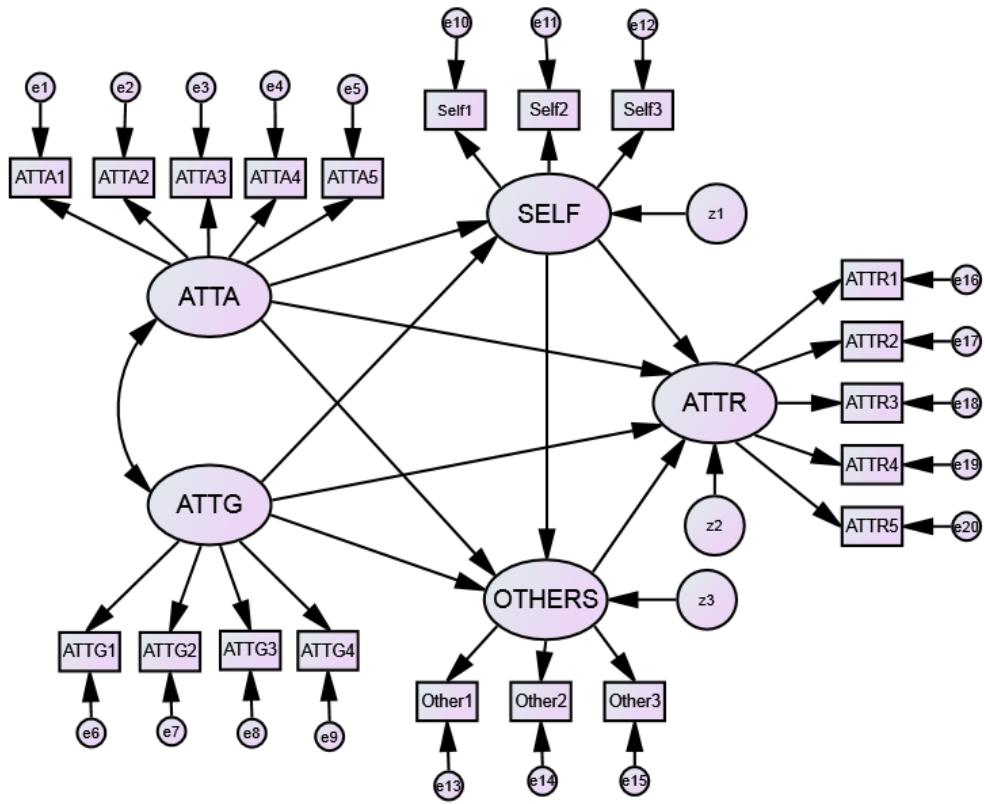 e10 e11 e12
e1 e2 e3 e4 e5
Self1 Self2 Self3
ATTA1 ATTA2 ATTA3 ATTA4 ATTA5
SELF z1
ATTA
ATTR1 e16
ATTR2 e17
ATTR ATTR3 e18
ATTR4 e19
ATTG z2 ATTR5 e20
OTHERS z3
ATTG1 ATTG2 ATTG3 ATTG4
Other1 Other2 Other3
e6 e7 e8 e9
e13 e14 e15